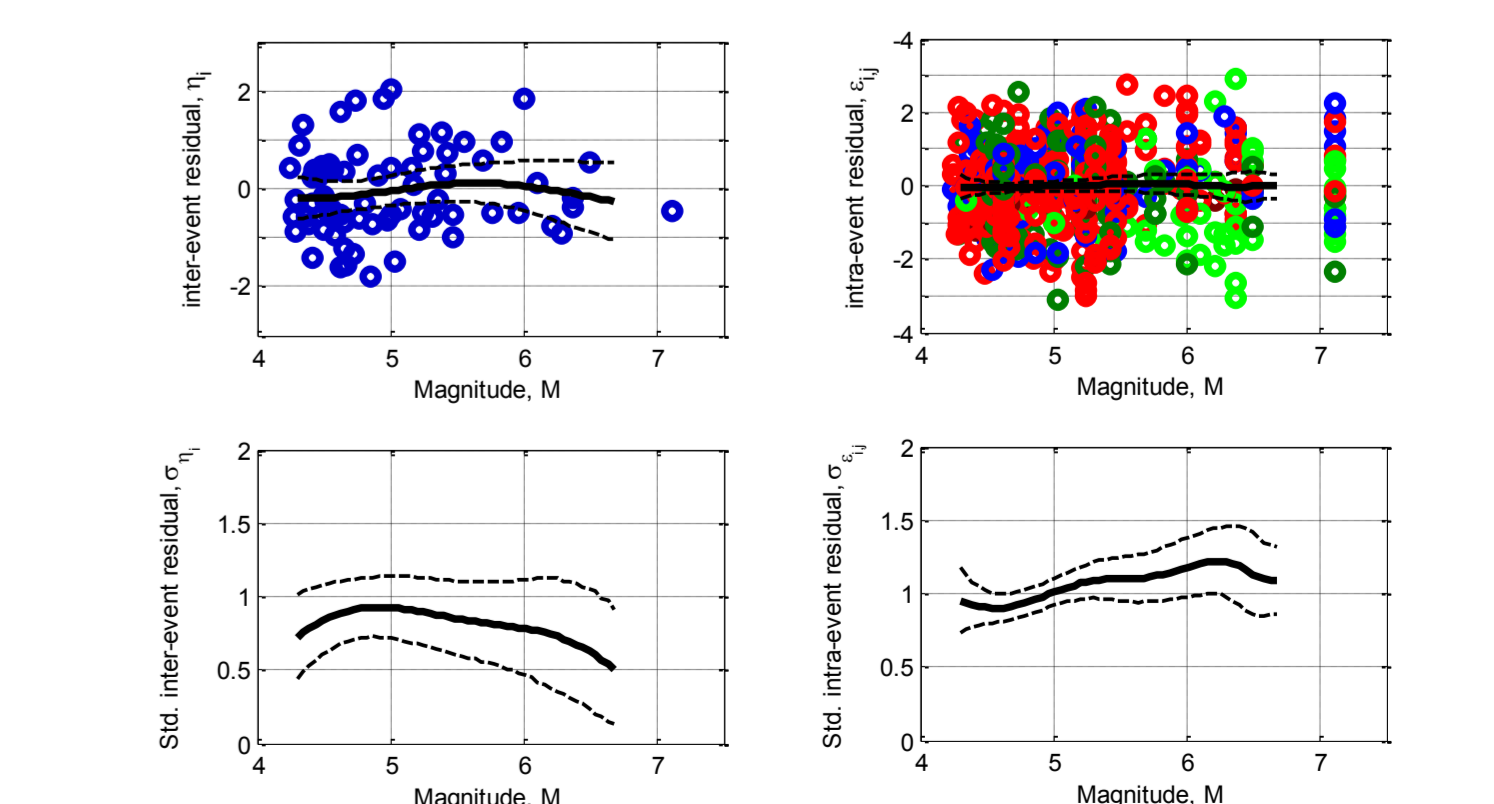 inter-event residual, ηi
2
0
-2
4 5 6 7
Magnitude, M
intra-event residual, εi,j
-4
2
0
-2
-4
4 5 6 7
Magnitude, M
Std. inter-event residual, σηi
2
1.5
1
0.5
0
4 5 6 7
Magnitude, M
Std. intra-event residual, σεi,j
2
1.5
1
0.5
0
4 5 6 7
Magnitude, M